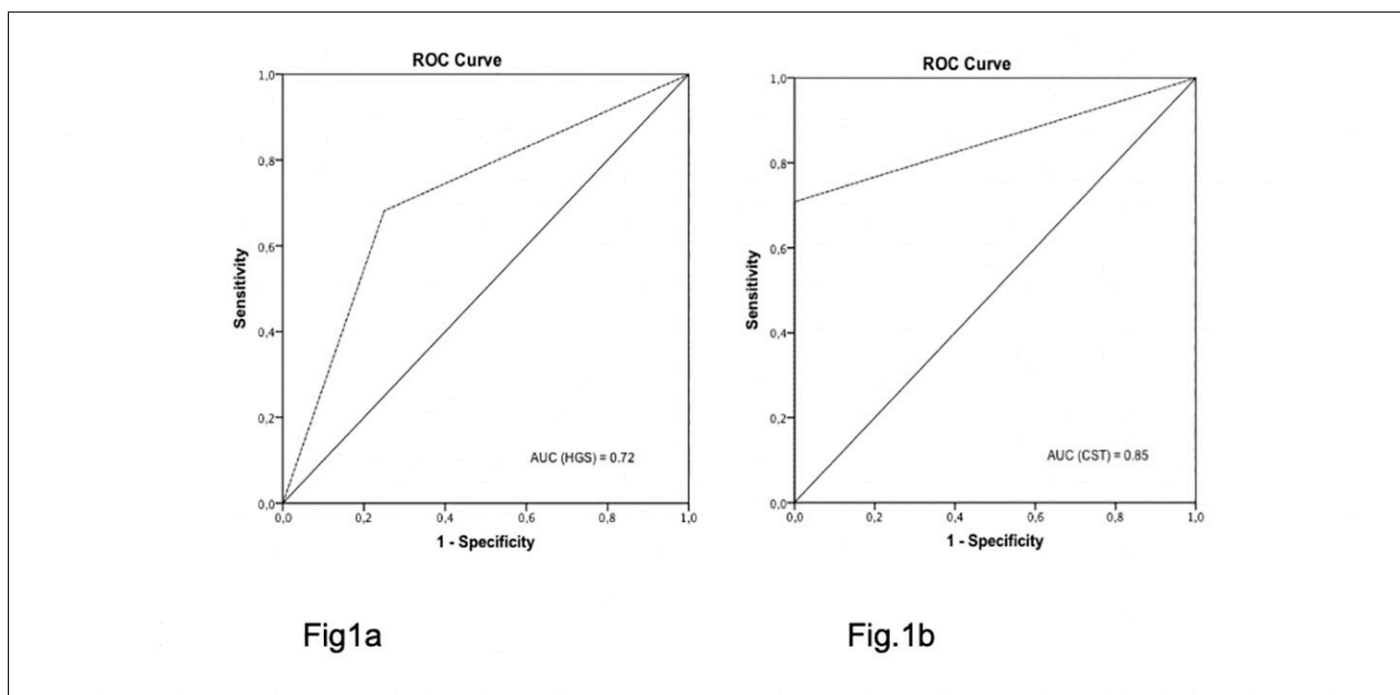 ROC Curve
1,0
0,8
0,6
0,4
0,2
0,0
Sensitivity
AUC (HGS) = 0.72
0,0 0,2 0,4 0,6 0,8 1,0
1 - Specificity
Fig1a
ROC Curve
1,0
0,8
0,6
0,4
0,2
0,0
Sensitivity
AUC (CST) = 0.85
0,0 0,2 0,4 0,6 0,8 1,0
1 - Specificity
Fig.1b